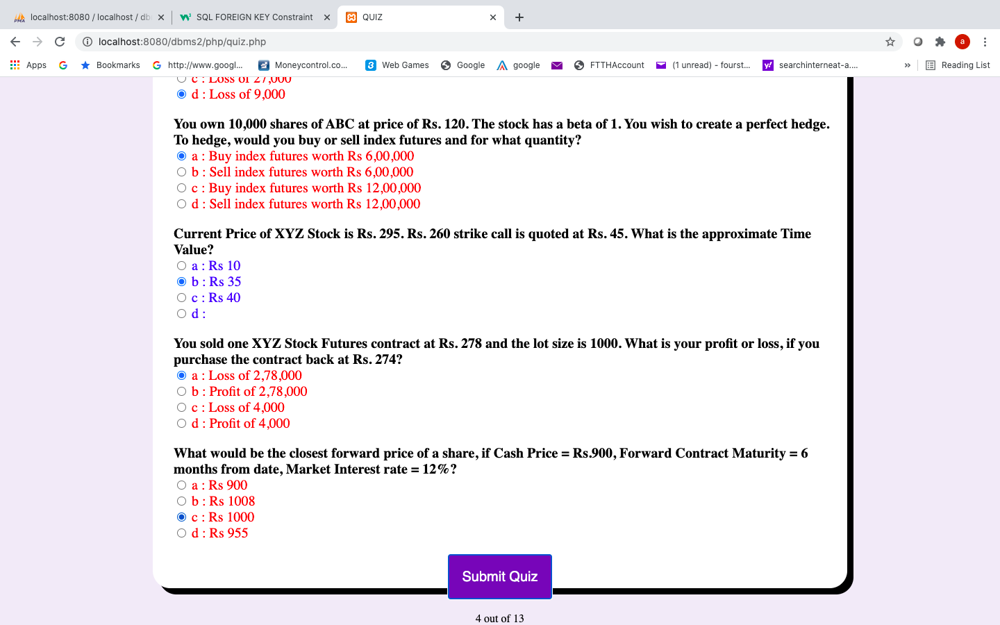 localhost:8080 / localhost / db
SQL FOREIGN KEY Constraint
QUIZ
localhost:8080/dbms2/php/quiz.php
a
Apps
Bookmarks
http://www.googl...
Moneycontrol.co...
Web Games
Google
google
FTTHAccount
(1 unread) - fourst...
searchinterneat-a....
»
Reading List
c : Loss of 27,000
d : Loss of 9,000
You own 10,000 shares of ABC at price of Rs. 120. The stock has a beta of 1. You wish to create a perfect hedge.
To hedge, would you buy or sell index futures and for what quantity?
a : Buy index futures worth Rs 6,00,000
b : Sell index futures worth Rs 6,00,000
c : Buy index futures worth Rs 12,00,000
d : Sell index futures worth Rs 12,00,000
Current Price of XYZ Stock is Rs. 295. Rs. 260 strike call is quoted at Rs. 45. What is the approximate Time
Value?
a : Rs 10
b : Rs 35
c : Rs 40
d :
You sold one XYZ Stock Futures contract at Rs. 278 and the lot size is 1000. What is your profit or loss, if you
purchase the contract back at Rs. 274?
a : Loss of 2,78,000
b : Profit of 2,78,000
c : Loss of 4,000
d : Profit of 4,000
What would be the closest forward price of a share, if Cash Price = Rs.900, Forward Contract Maturity = 6
months from date, Market Interest rate = 12%?
a : Rs 900
b : Rs 1008
c : Rs 1000
d : Rs 955
Submit Quiz
4 out of 13